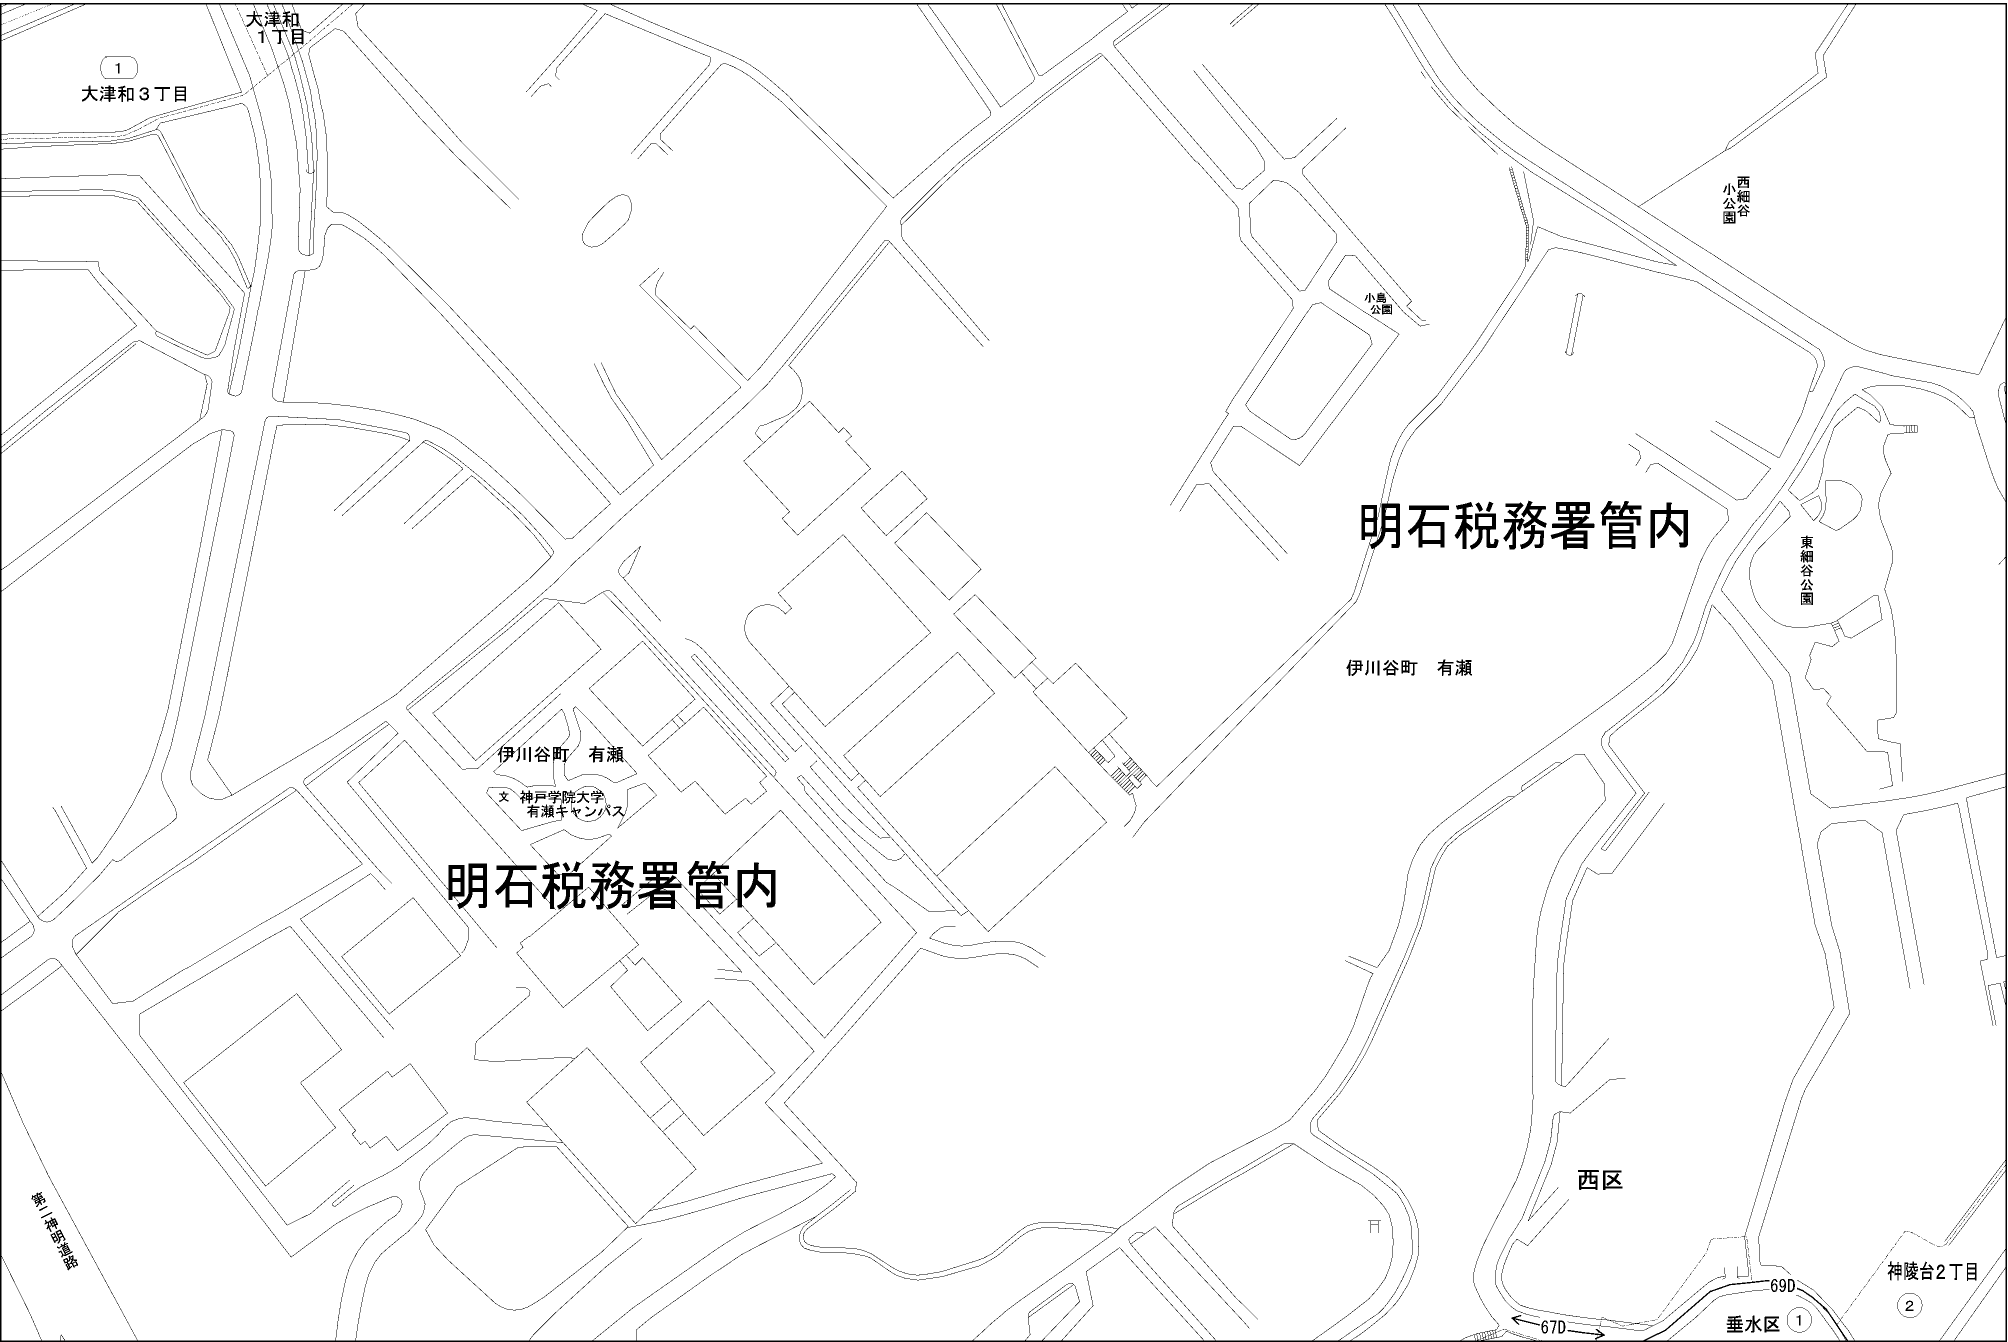 大津和
1丁目
1
大津和3丁目
西細谷
小公園
小島
公園
明石税務署管内
東細谷公園
伊川谷町 有瀬
伊川谷町 有瀬
文 神戸学院大学
有瀬キャンパス
明石税務署管内
西区
第二神明道路
神陵台2丁目
2
69D
67D
垂水区 1